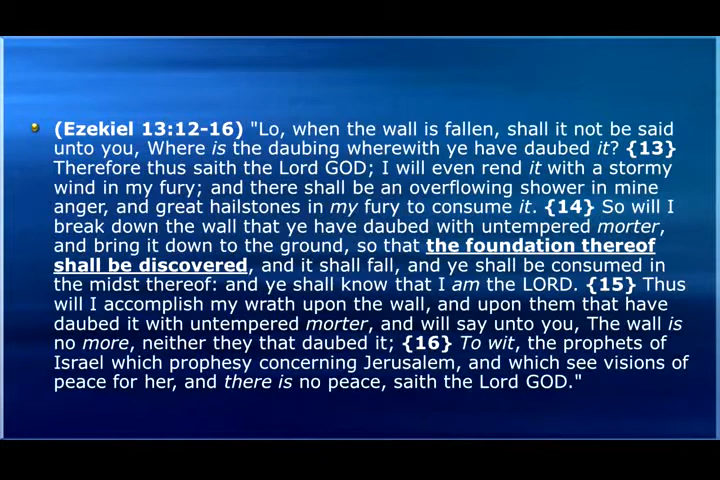 (Ezekiel 13:12-16) "Lo, when the wall is fallen, shall it not be said
unto you, Where is the daubing wherewith ye have daubed it? {13}
Therefore thus saith the Lord GOD; I will even rend it with a stormy
wind in my fury; and there shall be an overflowing shower in mine
anger, and great hailstones in my fury to consume it. {14} So will I
break down the wall that ye have daubed with untempered morter,
and bring it down to the ground, so that the foundation thereof
shall be discovered, and it shall fall, and ye shall be consumed in
the midst thereof: and ye shall know that I am the LORD. {15} Thus
will I accomplish my wrath upon the wall, and upon them that have
daubed it with untempered morter, and will say unto you, The wall is
no more, neither they that daubed it; {16} To wit, the prophets of
Israel which prophesy concerning Jerusalem, and which see visions of
peace for her, and there is no peace, saith the Lord GOD."